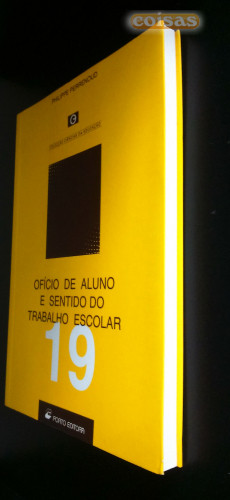 coisas
PHILIPPE PERRENOUD
OFÍCIO DE ALUNO
E SENTIDO DO
TRABALHO ESCOLAR
19
PORTO EDITORA